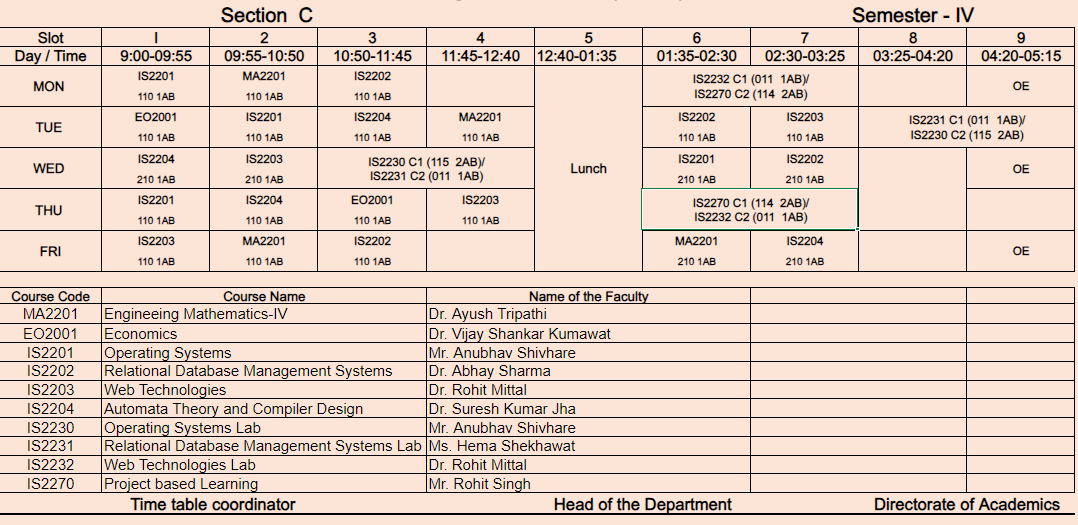 Section C Semester - IV
Slot I 2 3 4 5 6 7 8 9
Day / Time 9:00-09:55 09:55-10:50 10:50-11:45 11:45-12:40 12:40-01:35 01:35-02:30 02:30-03:25 03:25-04:20 04:20-05:15
MON IS2201 MA2201 IS2202 IS2232 C1 (011 1AB)/ OE
110 1AB 110 1AB 110 1AB IS2270 C2 (114 2AB)
TUE EO2001 IS2201 IS2204 MA2201 IS2202 IS2203 IS2231 C1 (011 1AB)/
110 1AB 110 1AB 110 1AB 110 1AB 110 1AB 110 1AB IS2230 C2 (115 2AB)
WED IS2204 IS2203 IS2230 C1 (115 2AB)/ Lunch IS2201 IS2202 OE
210 1AB 210 1AB IS2231 C2 (011 1AB) 210 1AB 210 1AB
THU IS2201 IS2204 EO2001 IS2203 IS2270 C1 (114 2AB)/
110 1AB 110 1AB 110 1AB 110 1AB IS2232 C2 (011 1AB)
FRI IS2203 MA2201 IS2202 MA2201 IS2204 OE
110 1AB 110 1AB 110 1AB 210 1AB 210 1AB
Course Code Course Name Name of the Faculty
MA2201 Engineeing Mathematics-IV Dr. Ayush Tripathi
EO2001 Economics Dr. Vijay Shankar Kumawat
IS2201 Operating Systems Mr. Anubhav Shivhare
IS2202 Relational Database Management Systems Dr. Abhay Sharma
IS2203 Web Technologies Dr. Rohit Mittal
IS2204 Automata Theory and Compiler Design Dr. Suresh Kumar Jha
IS2230 Operating Systems Lab Mr. Anubhav Shivhare
IS2231 Relational Database Management Systems Lab Ms. Hema Shekhawat
IS2232 Web Technologies Lab Dr. Rohit Mittal
IS2270 Project based Learning Mr. Rohit Singh
Time table coordinator Head of the Department Directorate of Academics